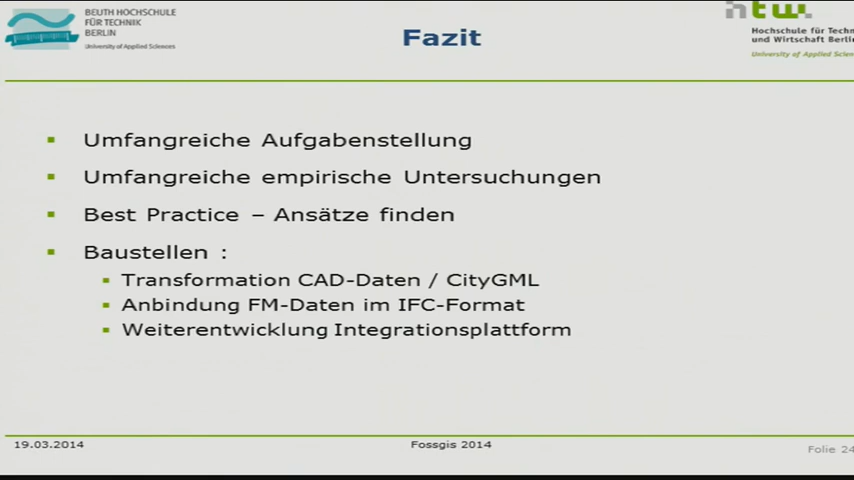 BEUTH HOCHSCHULE
FÜR TECHNIK
BERLIN
University of Applied Sciences
Fazit
htw.
Hochschule für Techn
und Wirtschaft Berlin
University of Applied Scien
Umfangreiche Aufgabenstellung
Umfangreiche empirische Untersuchungen
Best Practice – Ansätze finden
Baustellen :
Transformation CAD-Daten / CityGML
Anbindung FM-Daten im IFC-Format
Weiterentwicklung Integrationsplattform
19.03.2014
Fossgis 2014
Folie 24